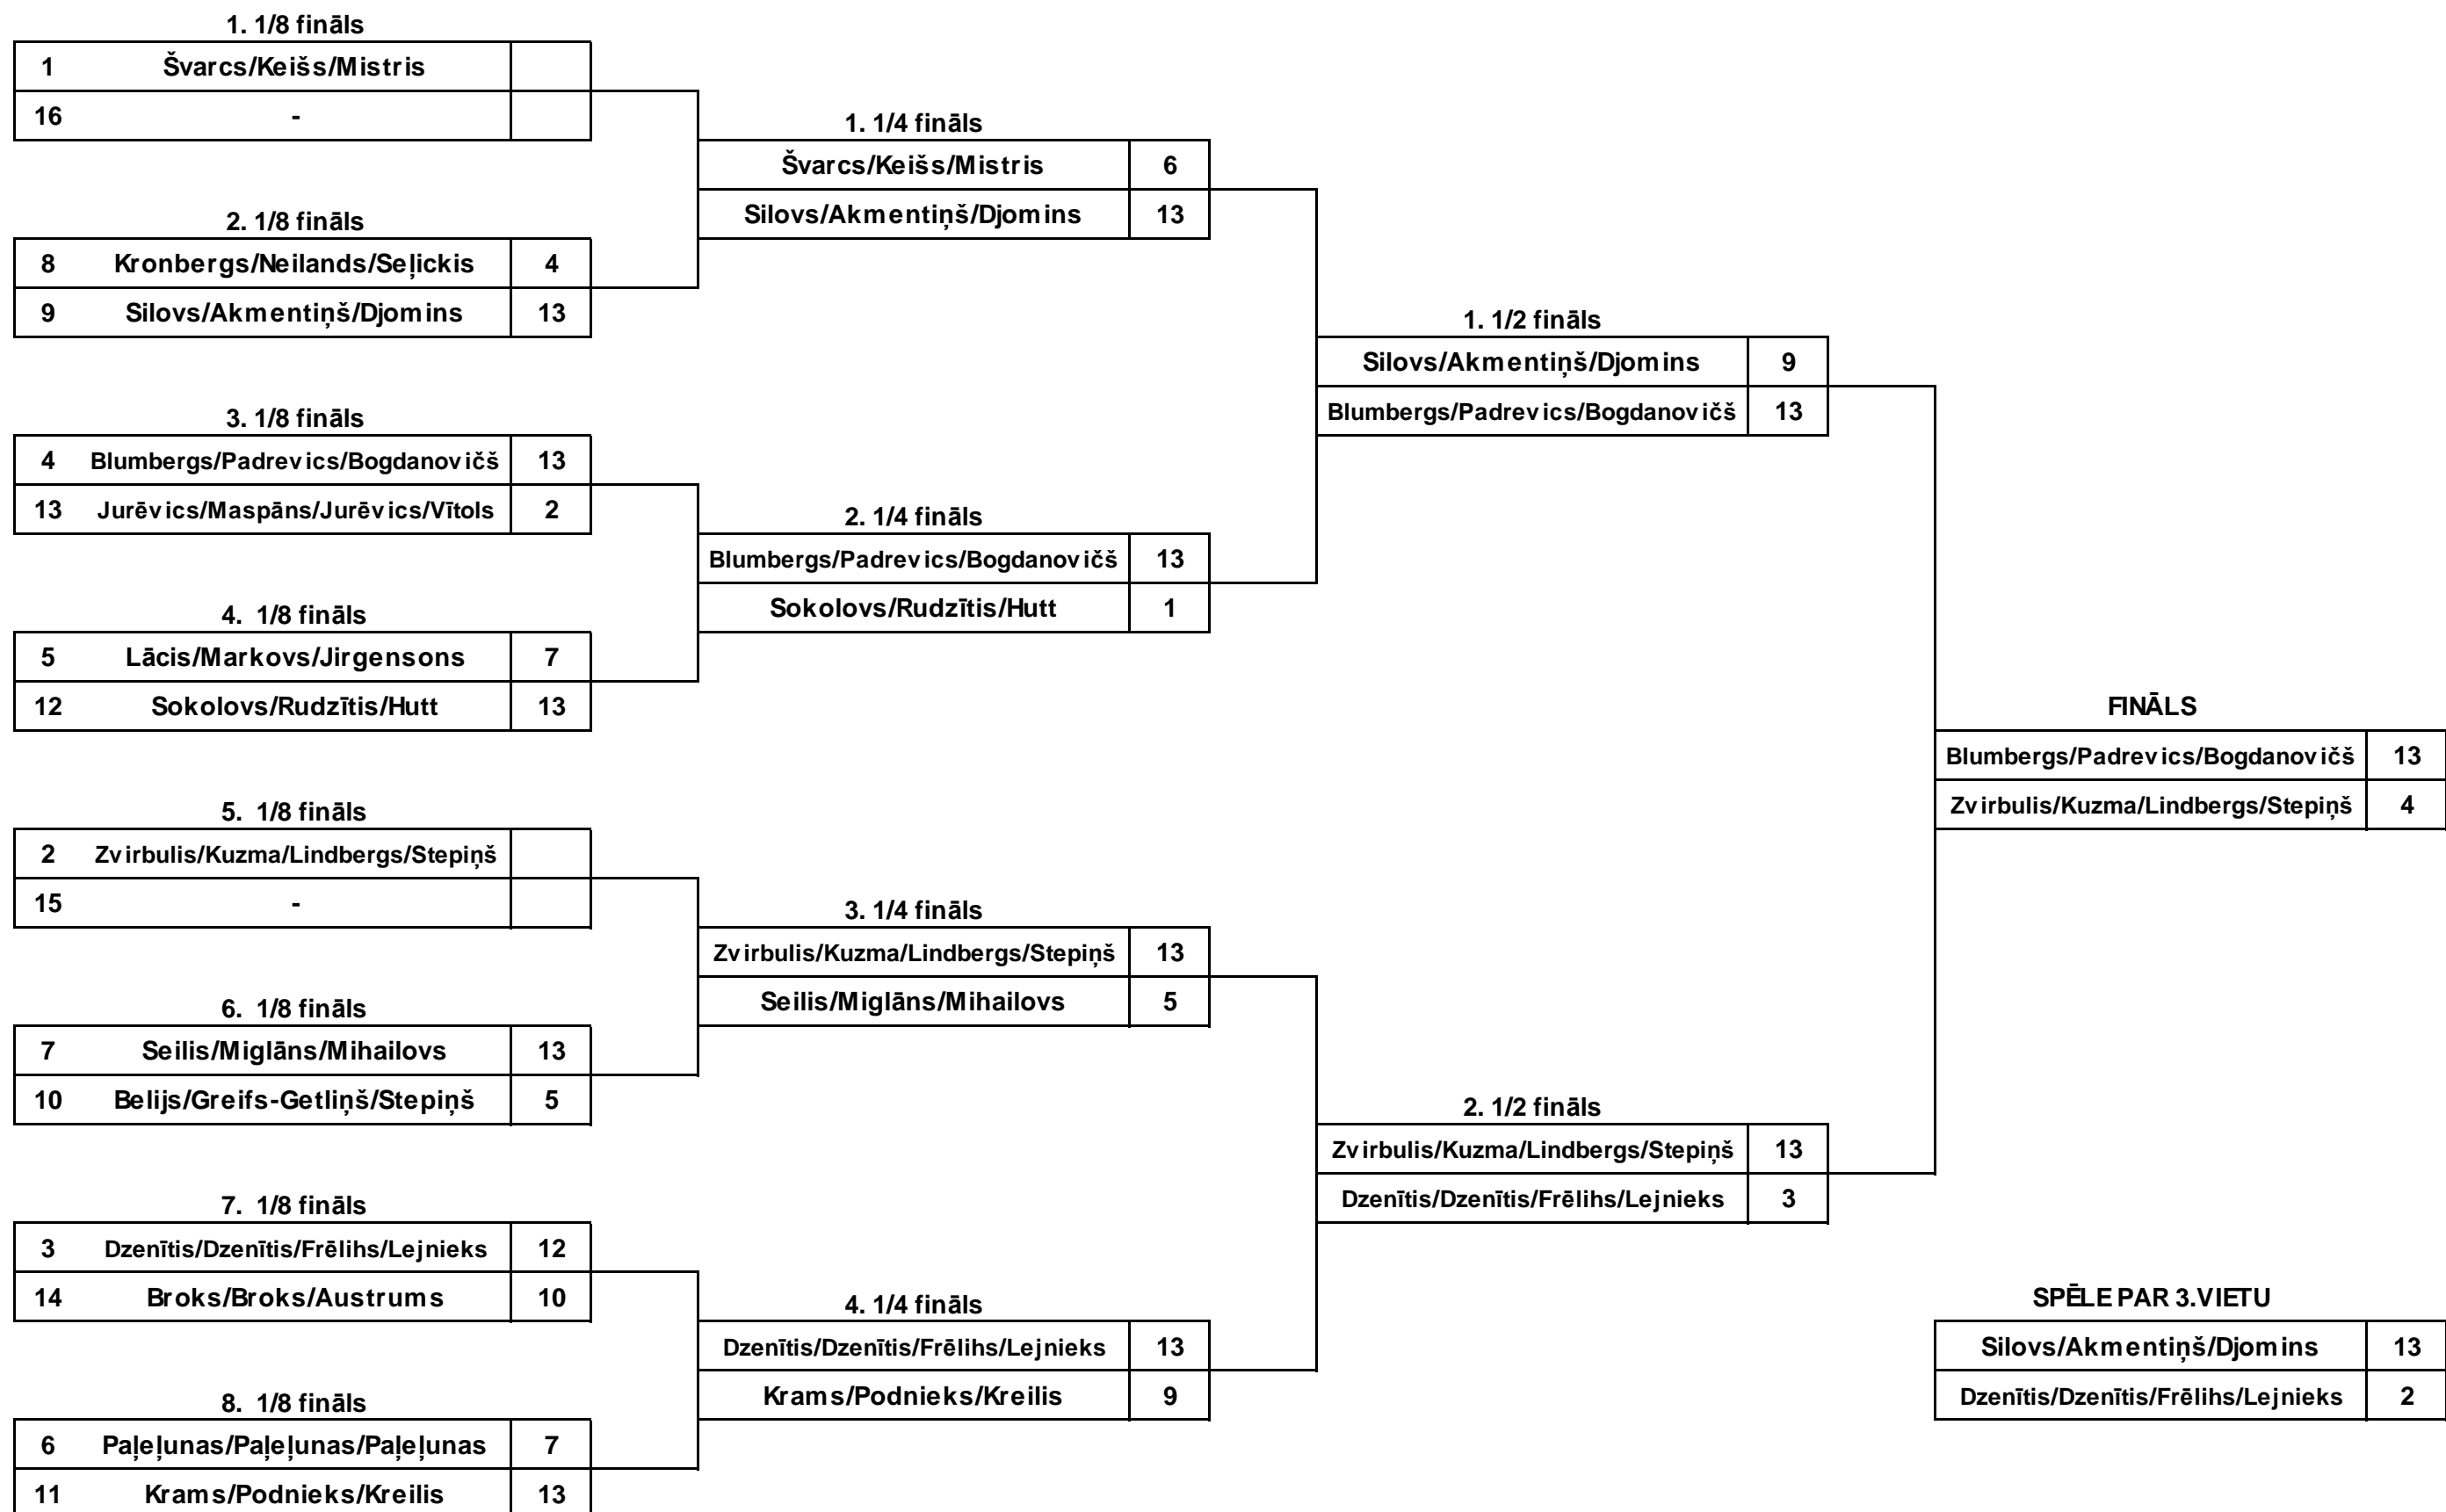 1. 1/8 fināls
1 Švarcs/Keišs/Mistris
16 -
2. 1/8 fināls
8 Kronbergs/Neilands/Seļickis 4
9 Silovs/Akmentiņš/Djomins 13
3. 1/8 fināls
4 Blumbergs/Padrevics/Bogdanovičš 13
13 Jurēvics/Maspāns/Jurēvics/Vītols 2
4. 1/8 fināls
5 Lācis/Markovs/Jirgensons 7
12 Sokolovs/Rudzītis/Hutt 13
5. 1/8 fināls
2 Zvirbulis/Kuzma/Lindbergs/Stepiņš
15 -
6. 1/8 fināls
7 Seilis/Miglāns/Mihailovs 13
10 Belijs/Greifs-Getliņš/Stepiņš 5
7. 1/8 fināls
3 Dzenītis/Dzenītis/Frēlihs/Lejnieks 12
14 Broks/Broks/Austrums 10
8. 1/8 fināls
6 Paļeļunas/Paļeļunas/Paļeļunas 7
11 Krams/Podnieks/Kreilis 13
1. 1/4 fināls
Švarcs/Keišs/Mistris 6
Silovs/Akmentiņš/Djomins 13
2. 1/4 fināls
Blumbergs/Padrevics/Bogdanovičš 13
Sokolovs/Rudzītis/Hutt 1
3. 1/4 fināls
Zvirbulis/Kuzma/Lindbergs/Stepiņš 13
Seilis/Miglāns/Mihailovs 5
4. 1/4 fināls
Dzenītis/Dzenītis/Frēlihs/Lejnieks 13
Krams/Podnieks/Kreilis 9
1. 1/2 fināls
Silovs/Akmentiņš/Djomins 9
Blumbergs/Padrevics/Bogdanovičš 13
2. 1/2 fināls
Zvirbulis/Kuzma/Lindbergs/Stepiņš 13
Dzenītis/Dzenītis/Frēlihs/Lejnieks 3
FINĀLS
Blumbergs/Padrevics/Bogdanovičš 13
Zvirbulis/Kuzma/Lindbergs/Stepiņš 4
SPĒLE PAR 3.VIETU
Silovs/Akmentiņš/Djomins 13
Dzenītis/Dzenītis/Frēlihs/Lejnieks 2